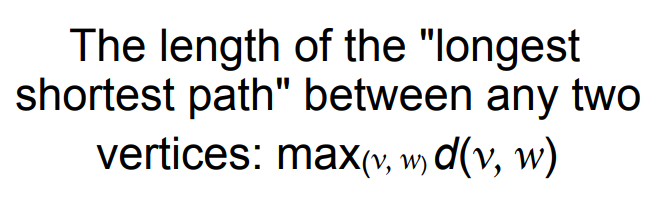 The length of the "longest
shortest path" between any two
vertices: max(v, w) d(v, w)